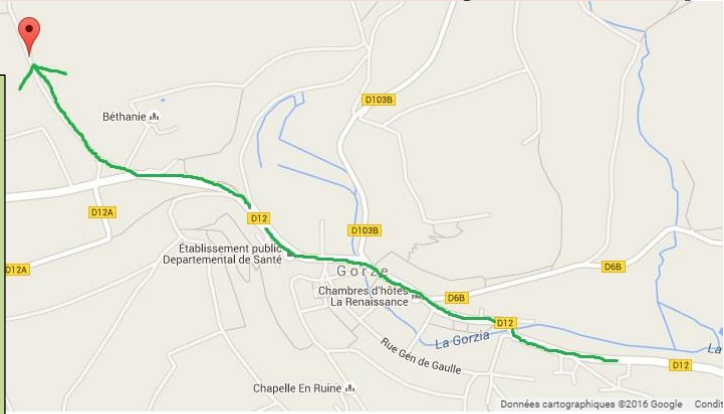 D103B
Béthanie
D12A
D12
D103B
Établissement public
Departemental de Santé
D12A
Gorze
D6B
Chambres d'hôtes
La Renaissance
D6B
D12
La Gorzia
La
Rue Gén de Gaulle
D12
Chapelle En Ruine
Données cartographiques ©2016 Google
Condit